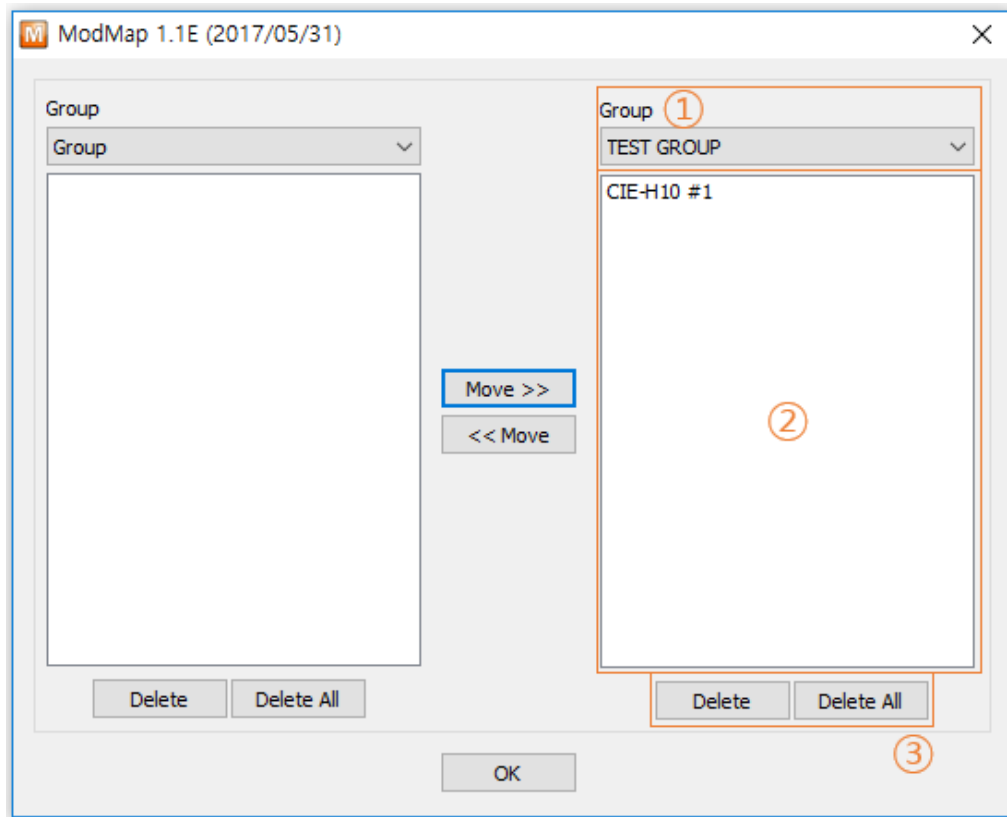 ModMap 1.1E (2017/05/31)
Group
Group
Move >>
<< Move
Delete
Delete All
Group ①
TEST GROUP
CIE-H10 #1
②
Delete
Delete All
③
OK